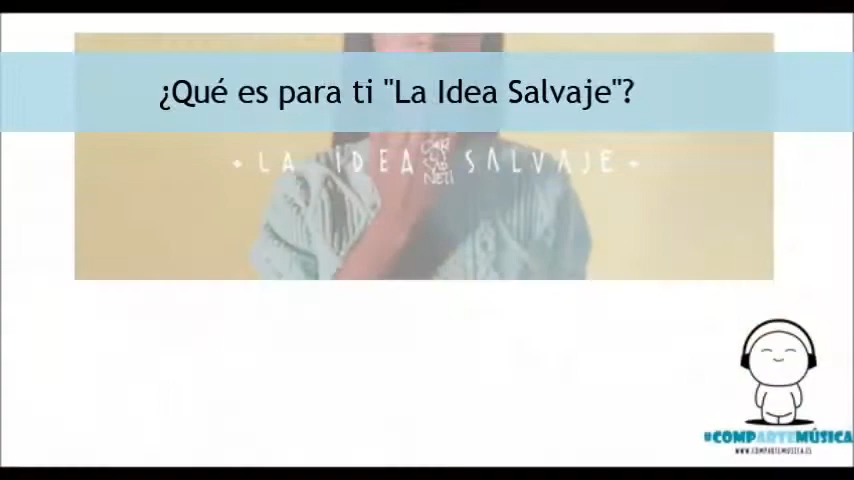 ¿Qué es para ti "La Idea Salvaje"?
LA IDEA SALVAJE
#COMPARTEMÚSICA
WWW.COMPARTEMUSICA.ES